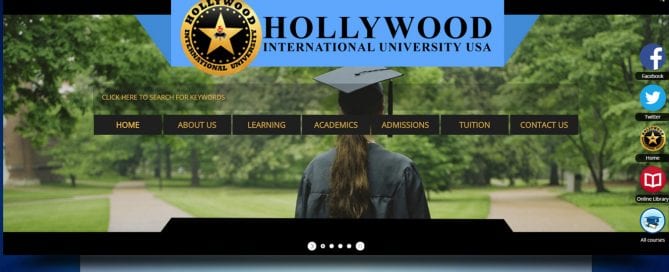 HOLLYWOOD
INTERNATIONAL UNIVERSITY
HOLLYWOOD
INTERNATIONAL UNIVERSITY USA
CLICK HERE TO SEARCH FOR KEYWORDS
HOME ABOUT US LEARNING ACADEMICS ADMISSIONS TUITION CONTACT US
Facebook
Twitter
Home
Online Library
All courses